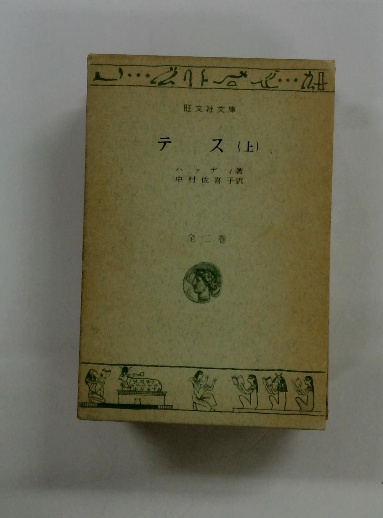 旺文社文庫
テス(上)
ハァディ著
中村佐喜子訳
全二巻